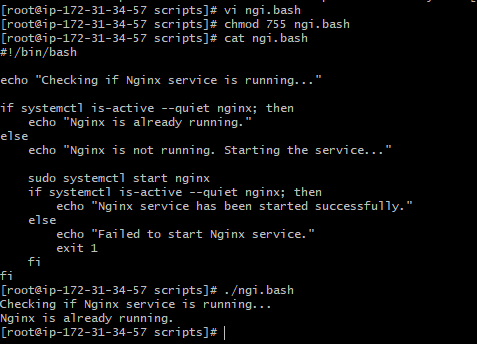 [root@ip-172-31-34-57 scripts]# vi ngi.bash
[root@ip-172-31-34-57 scripts]# chmod 755 ngi.bash
[root@ip-172-31-34-57 scripts]# cat ngi.bash
#!/bin/bash

echo "Checking if Nginx service is running..."

if systemctl is-active --quiet nginx; then
    echo "Nginx is already running."
else
    echo "Nginx is not running. Starting the service..."

    sudo systemctl start nginx
    if systemctl is-active --quiet nginx; then
        echo "Nginx service has been started successfully."
    else
        echo "Failed to start Nginx service."
        exit 1
    fi
fi
[root@ip-172-31-34-57 scripts]# ./ngi.bash
Checking if Nginx service is running...
Nginx is already running.
[root@ip-172-31-34-57 scripts]#